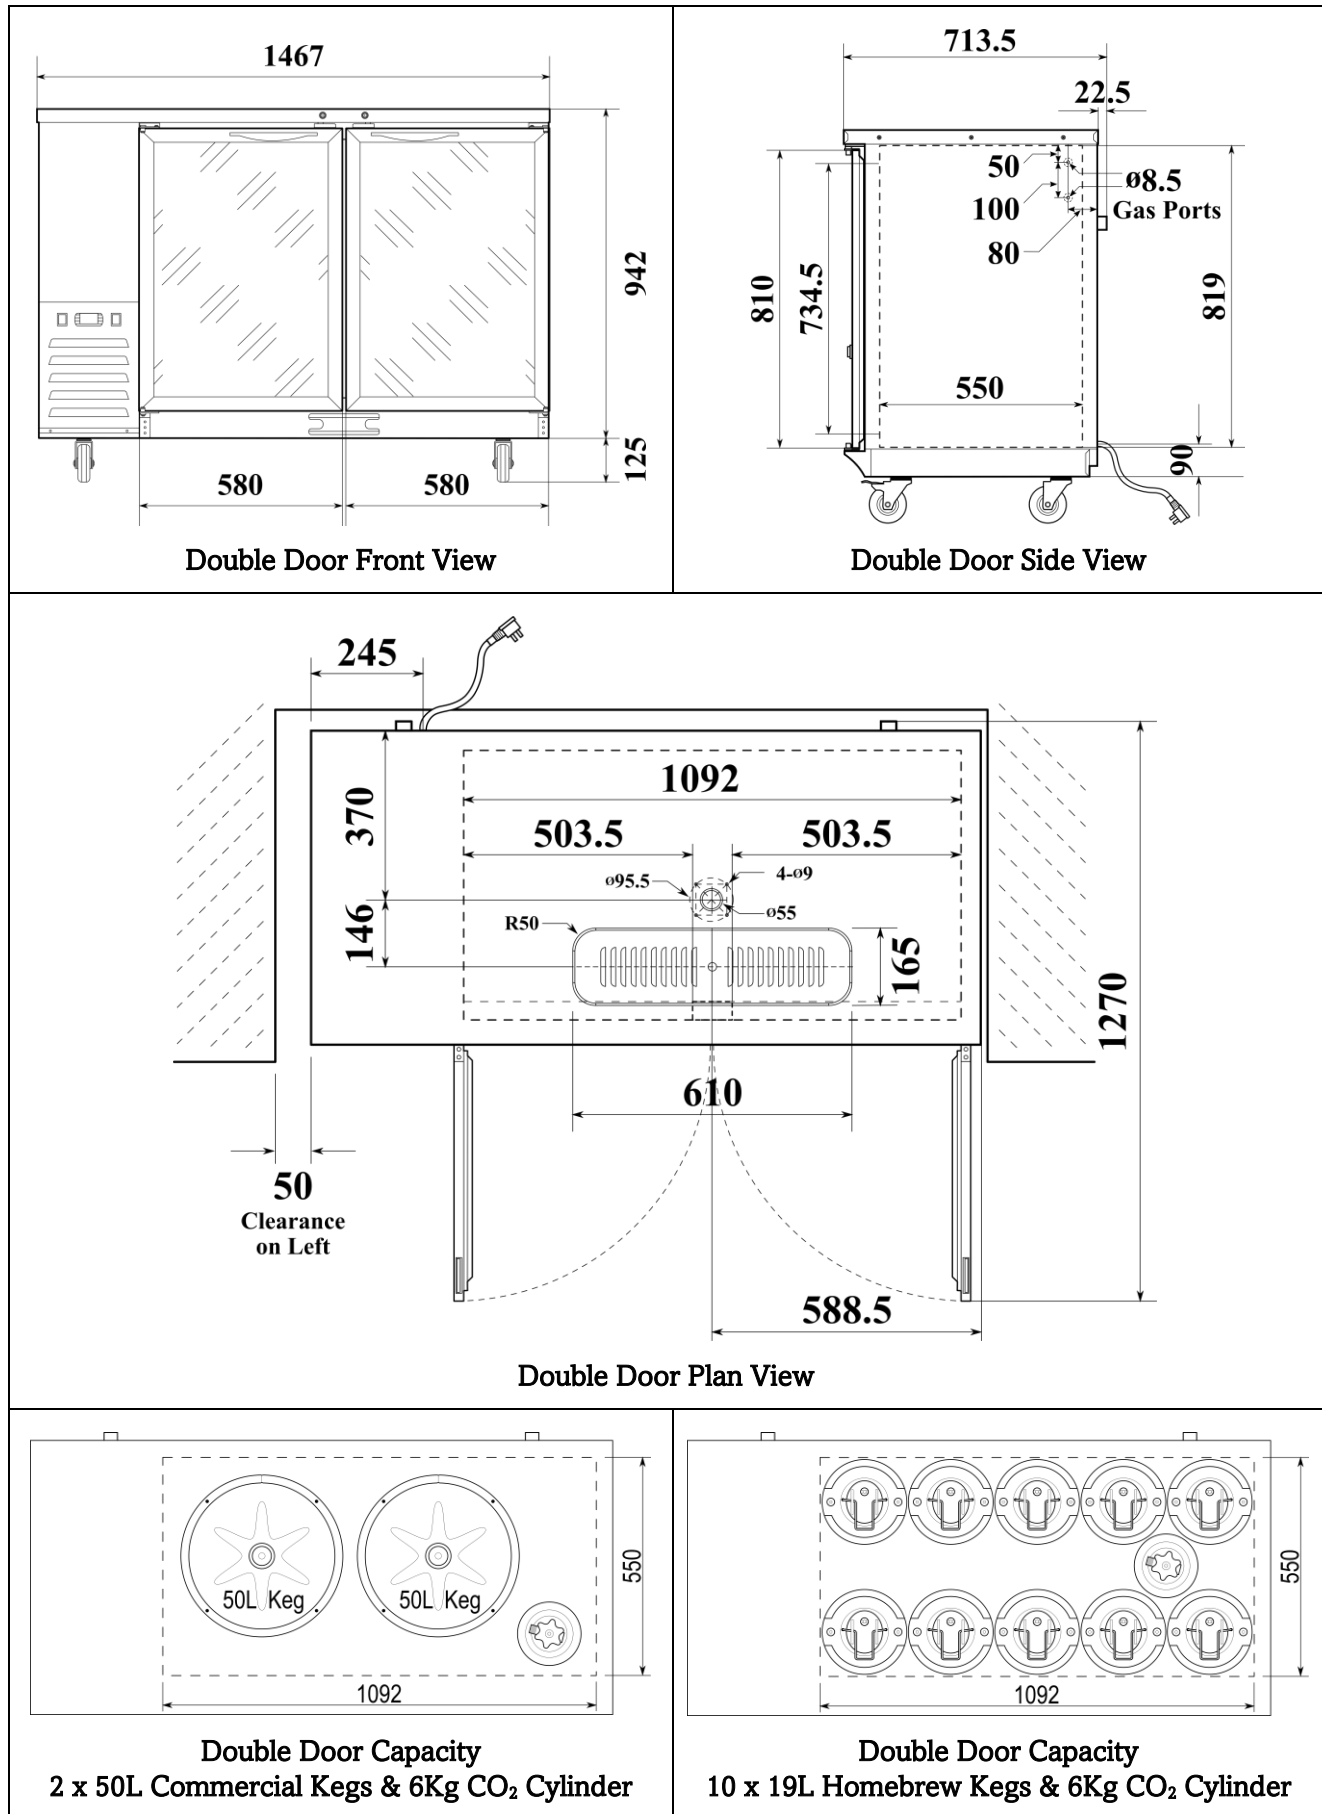 1467
942
125
580
580
Double Door Front View
713.5
22.5
50
ø8.5
100
Gas Ports
80
810
734.5
819
550
90
Double Door Side View
245
1092
370
503.5
503.5
ø95.5
4-ø9
ø55
R50
146
165
1270
610
50
Clearance
on Left
588.5
Double Door Plan View
50L Keg
50L Keg
550
1092
Double Door Capacity
2 x 50L Commercial Kegs & 6Kg CO₂ Cylinder
550
1092
Double Door Capacity
10 x 19L Homebrew Kegs & 6Kg CO₂ Cylinder